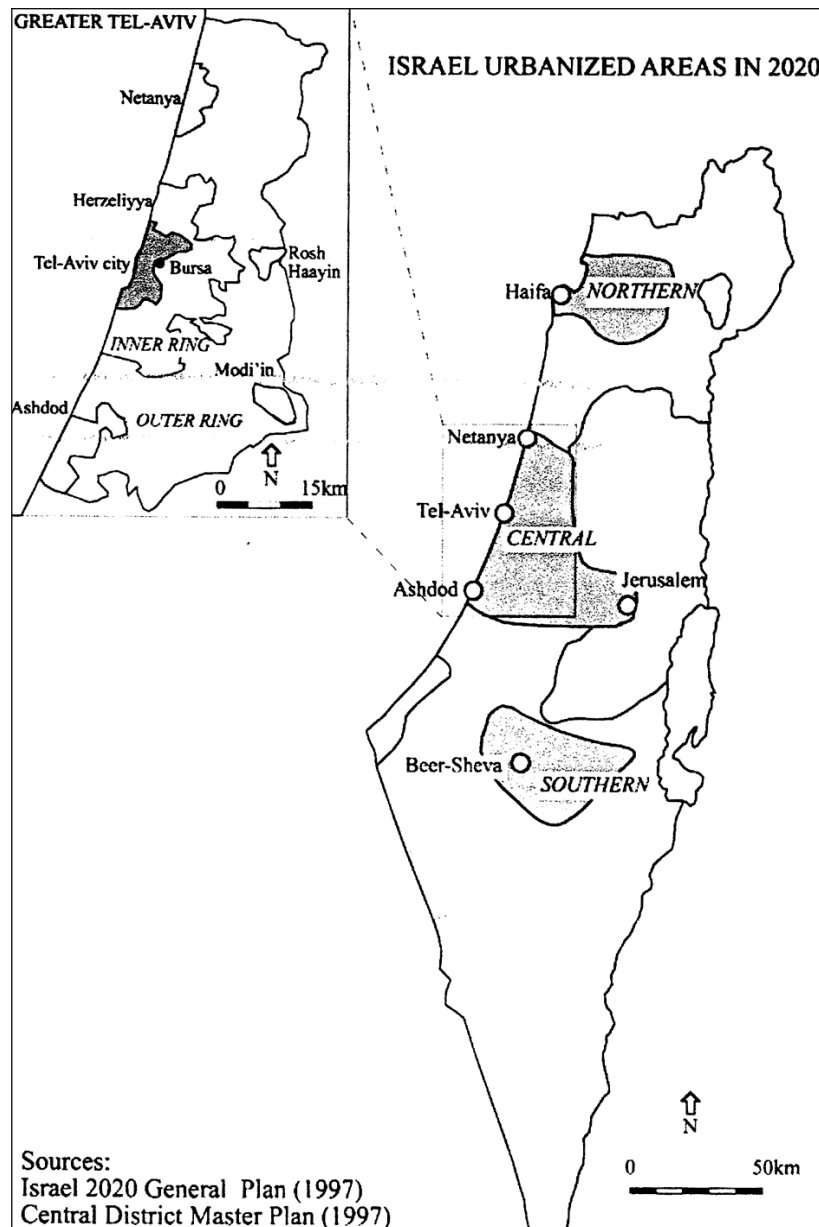 GREATER TEL-AVIV
Netanya
Herzeliyya
Tel-Aviv city
Bursa
Rosh
Haayin
INNER RING
Modi'in
Ashdod
OUTER RING
N
0 15km
ISRAEL URBANIZED AREAS IN 2020
Haifa
NORTHERN
Netanya
Tel-Aviv
CENTRAL
Ashdod
Jerusalem
Beer-Sheva
SOUTHERN
N
0 50km
Sources:
Israel 2020 General Plan (1997)
Central District Master Plan (1997)